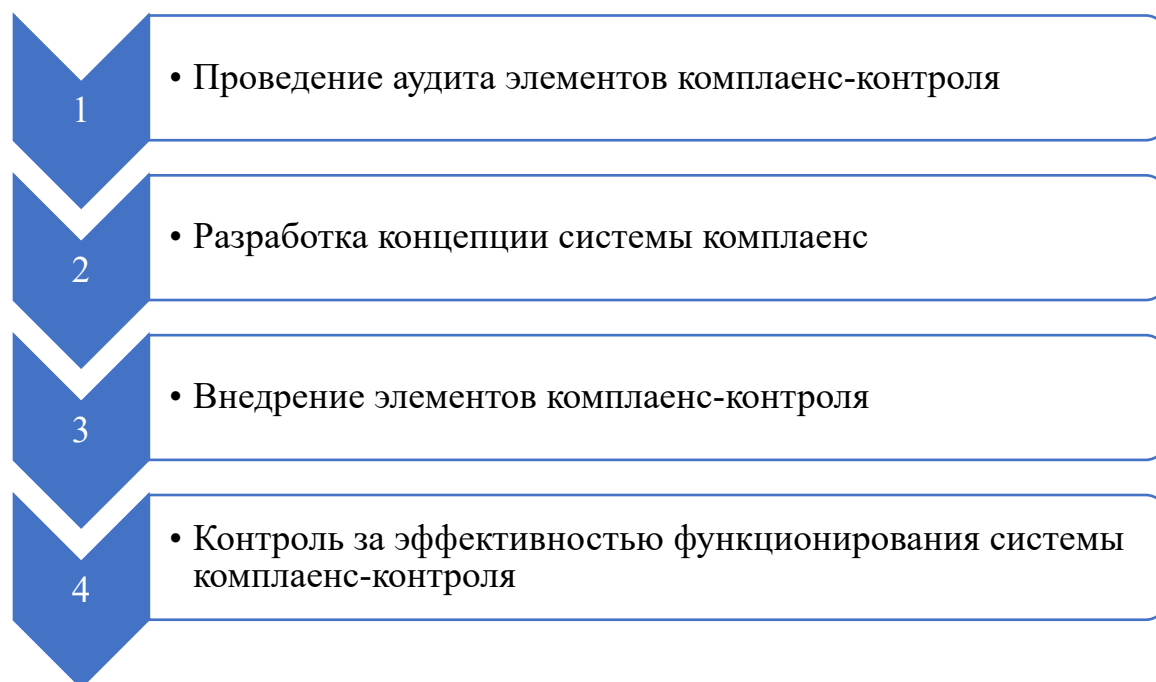 1
• Проведение аудита элементов комплаенс-контроля
2
• Разработка концепции системы комплаенс
3
• Внедрение элементов комплаенс-контроля
4
• Контроль за эффективностью функционирования системы
комплаенс-контроля